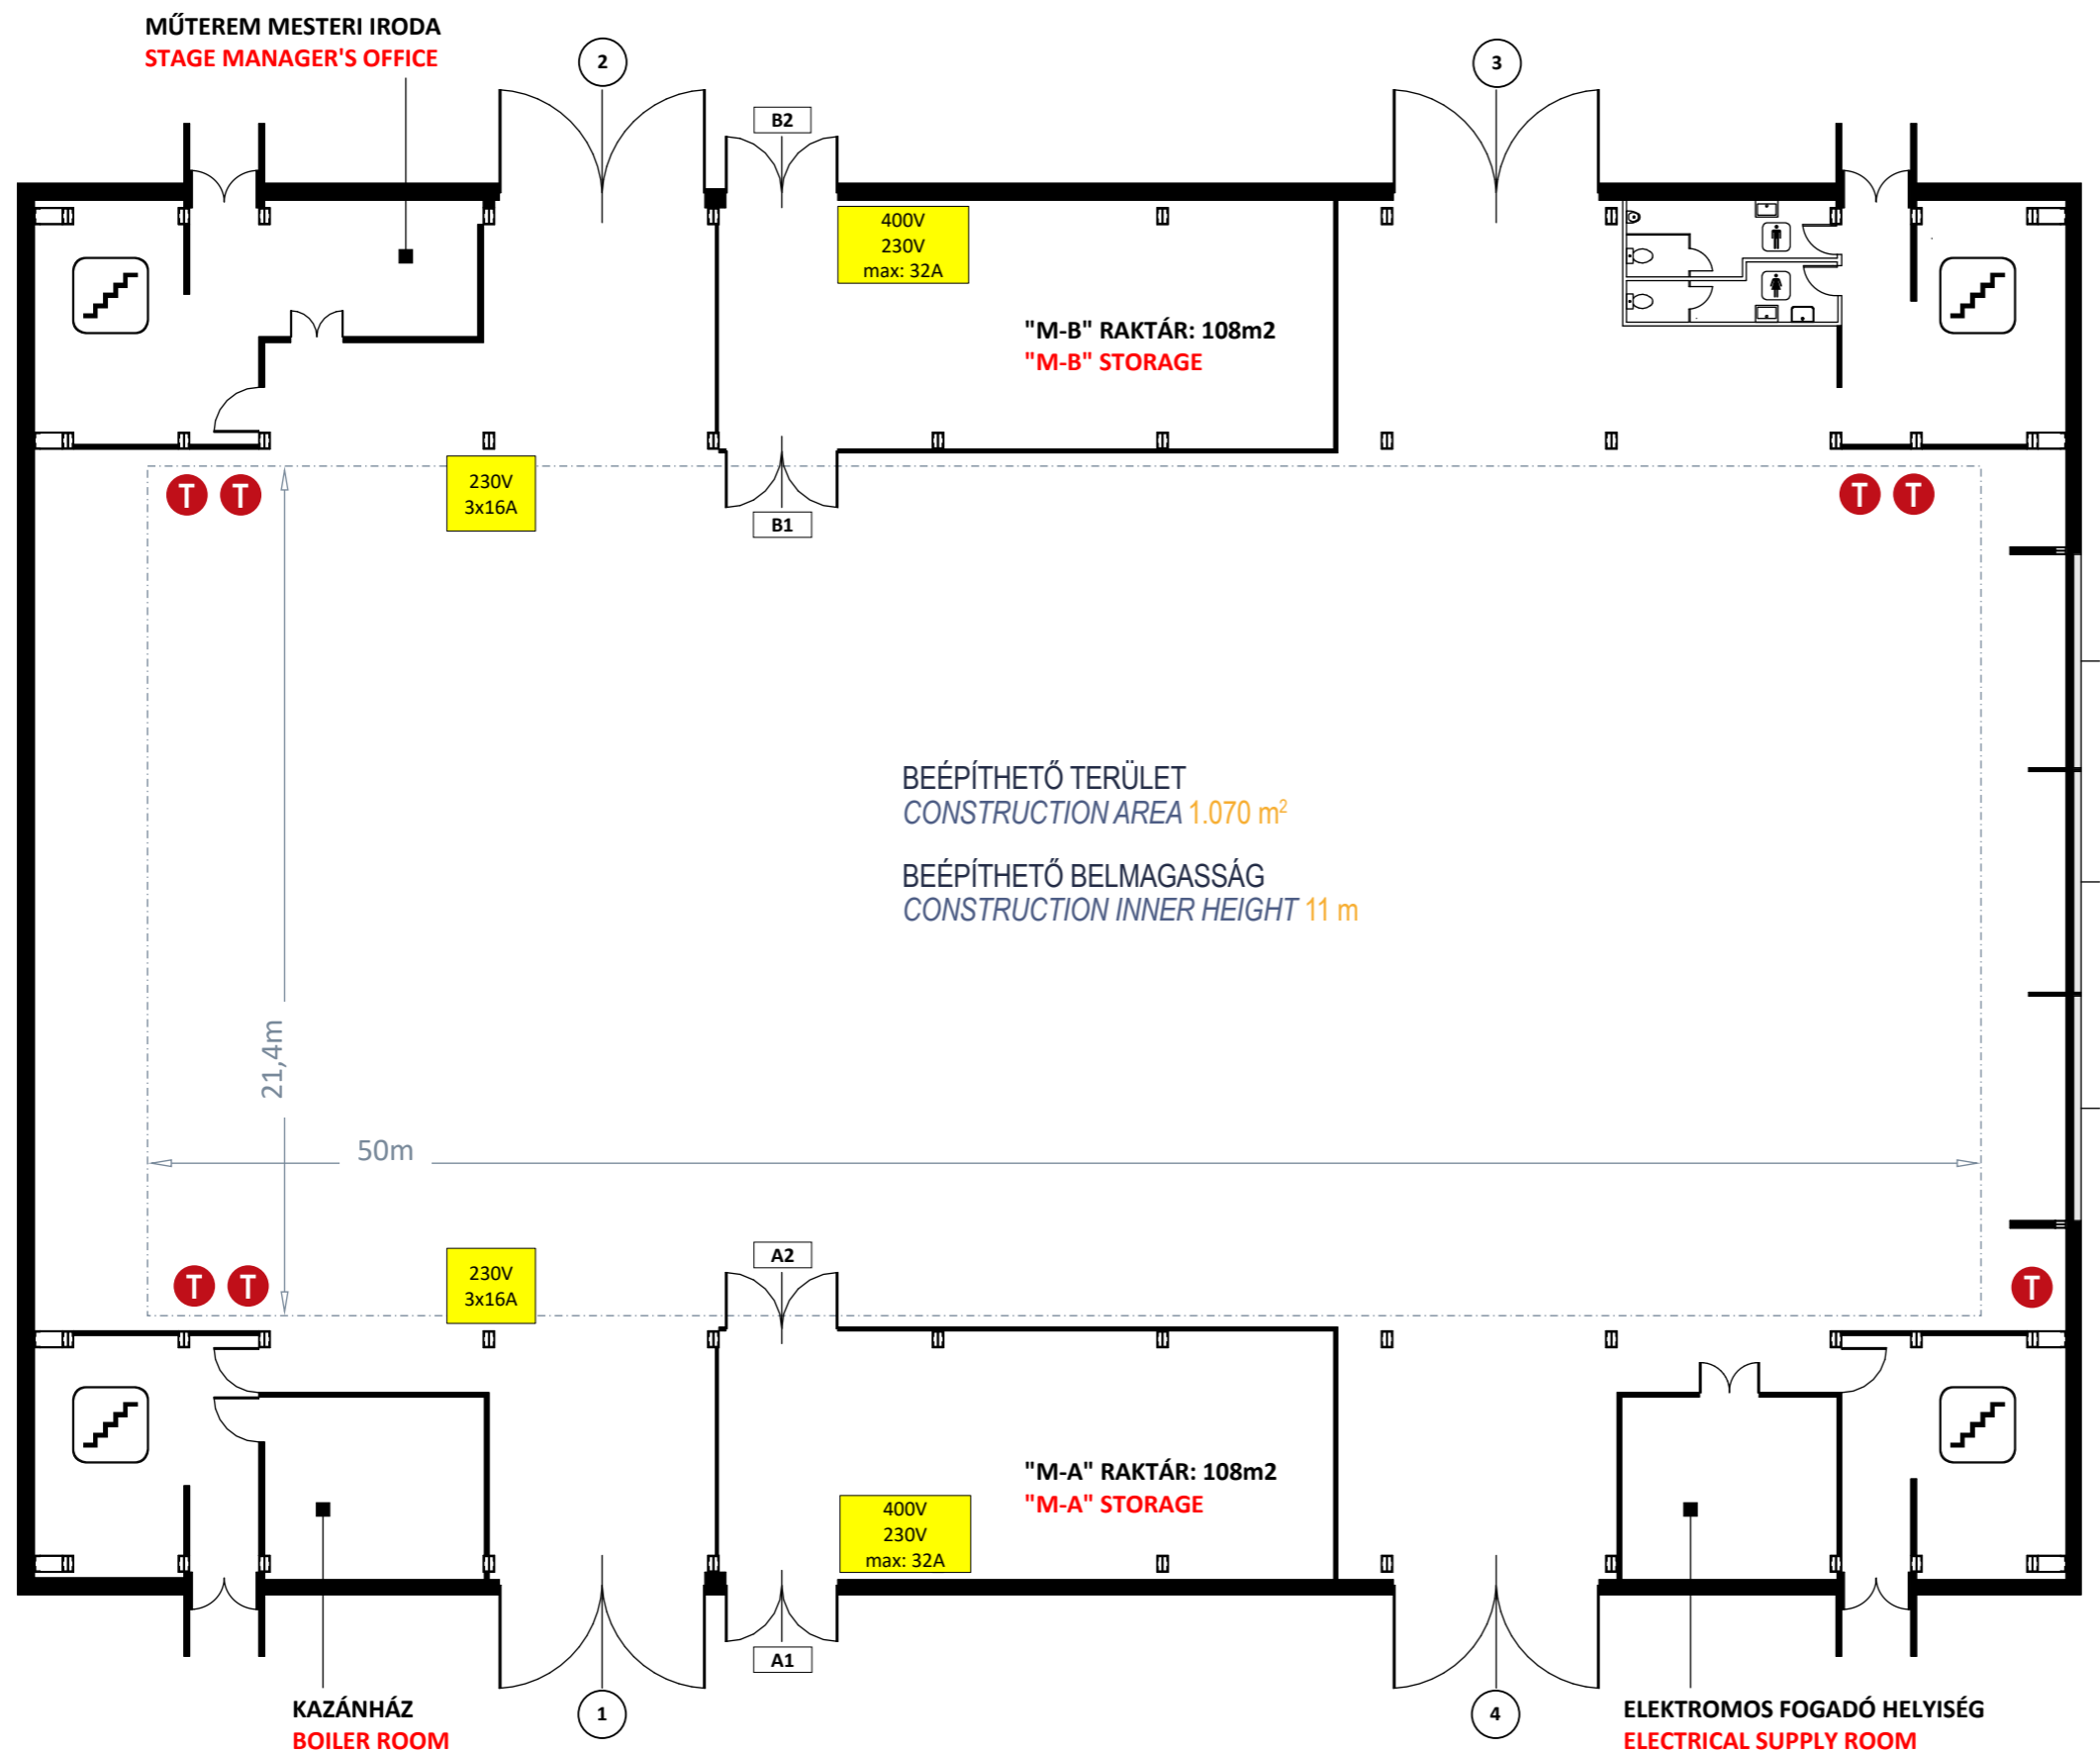 MŰTEREM MESTERI IRODA
STAGE MANAGER'S OFFICE
2
3
B2
400V
230V
max: 32A
"M-B" RAKTÁR: 108m2
"M-B" STORAGE
230V
3x16A
B1
T T
T T
BEÉPÍTHETŐ TERÜLET
CONSTRUCTION AREA 1.070 m²
BEÉPÍTHETŐ BELMAGASSÁG
CONSTRUCTION INNER HEIGHT 11 m
21,4m
50m
A2
230V
3x16A
T T
T
"M-A" RAKTÁR: 108m2
"M-A" STORAGE
400V
230V
max: 32A
A1
1
4
KAZÁNHÁZ
BOILER ROOM
ELEKTROMOS FOGADÓ HELYISÉG
ELECTRICAL SUPPLY ROOM